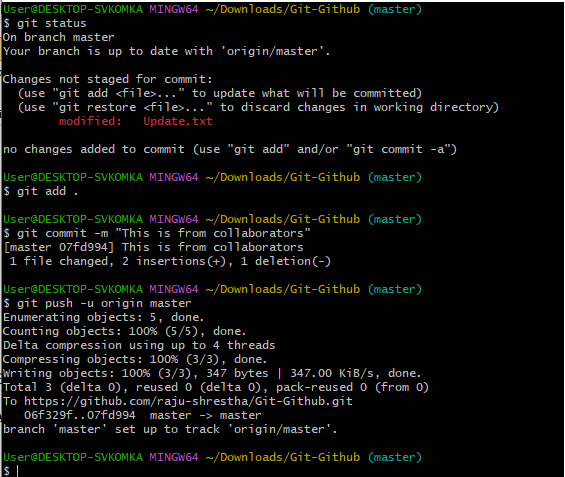 User@DESKTOP-SVKOMKA MINGW64 ~/Downloads/Git-Github (master)
$ git status
On branch master
Your branch is up to date with 'origin/master'.

Changes not staged for commit:
  (use "git add <file>..." to update what will be committed)
  (use "git restore <file>..." to discard changes in working directory)
        modified:   Update.txt

no changes added to commit (use "git add" and/or "git commit -a")

User@DESKTOP-SVKOMKA MINGW64 ~/Downloads/Git-Github (master)
$ git add .

User@DESKTOP-SVKOMKA MINGW64 ~/Downloads/Git-Github (master)
$ git commit -m "This is from collaborators"
[master 07fd994] This is from collaborators
 1 file changed, 2 insertions(+), 1 deletion(-)

User@DESKTOP-SVKOMKA MINGW64 ~/Downloads/Git-Github (master)
$ git push -u origin master
Enumerating objects: 5, done.
Counting objects: 100% (5/5), done.
Delta compression using up to 4 threads
Compressing objects: 100% (3/3), done.
Writing objects: 100% (3/3), 347 bytes | 347.00 KiB/s, done.
Total 3 (delta 0), reused 0 (delta 0), pack-reused 0 (from 0)
To https://github.com/raju-shrestha/Git-Github.git
   06f329f..07fd994  master -> master
branch 'master' set up to track 'origin/master'.

User@DESKTOP-SVKOMKA MINGW64 ~/Downloads/Git-Github (master)
$